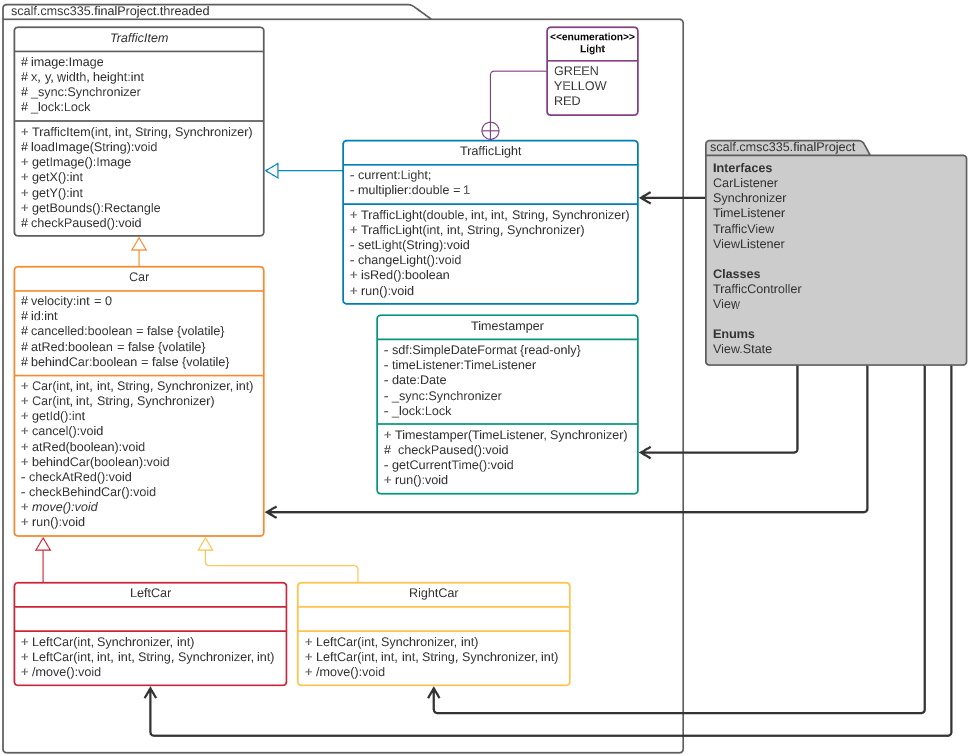 scalf.cmsc335.finalProject.threaded
TrafficItem
# image:Image
# x, y, width, height:int
# _sync:Synchronizer
# _lock:Lock
+ TrafficItem(int, int, String, Synchronizer)
# loadImage(String):void
+ getImage():Image
+ getX():int
+ getY():int
+ getBounds():Rectangle
# checkPaused():void
<<enumeration>>
Light
GREEN
YELLOW
RED
TrafficLight
- current:Light;
- multiplier:double = 1
+ TrafficLight(double, int, int, String, Synchronizer)
+ TrafficLight(int, int, String, Synchronizer)
- setLight(String):void
- changeLight():void
+ isRed():boolean
+ run():void
scalf.cmsc335.finalProject
Interfaces
CarListener
Synchronizer
TimeListener
TrafficView
ViewListener
Classes
TrafficController
View
Enums
View.State
Car
# velocity:int = 0
# id:int
# cancelled:boolean = false {volatile}
# atRed:boolean = false {volatile}
# behindCar:boolean = false {volatile}
+ Car(int, int, int, String, Synchronizer, int)
+ Car(int, int, String, Synchronizer)
+ getId():int
+ cancel():void
+ atRed(boolean):void
+ behindCar(boolean):void
- checkAtRed():void
- checkBehindCar():void
+ move():void
+ run():void
Timestamper
- sdf:SimpleDateFormat {read-only}
- timeListener:TimeListener
- date:Date
- _sync:Synchronizer
- _lock:Lock
+ Timestamper(TimeListener, Synchronizer)
# checkPaused():void
- getCurrentTime():void
+ run():void
LeftCar
+ LeftCar(int, Synchronizer, int)
+ LeftCar(int, int, int, String, Synchronizer, int)
+ /move():void
RightCar
+ LeftCar(int, Synchronizer, int)
+ LeftCar(int, int, int, String, Synchronizer, int)
+ /move():void